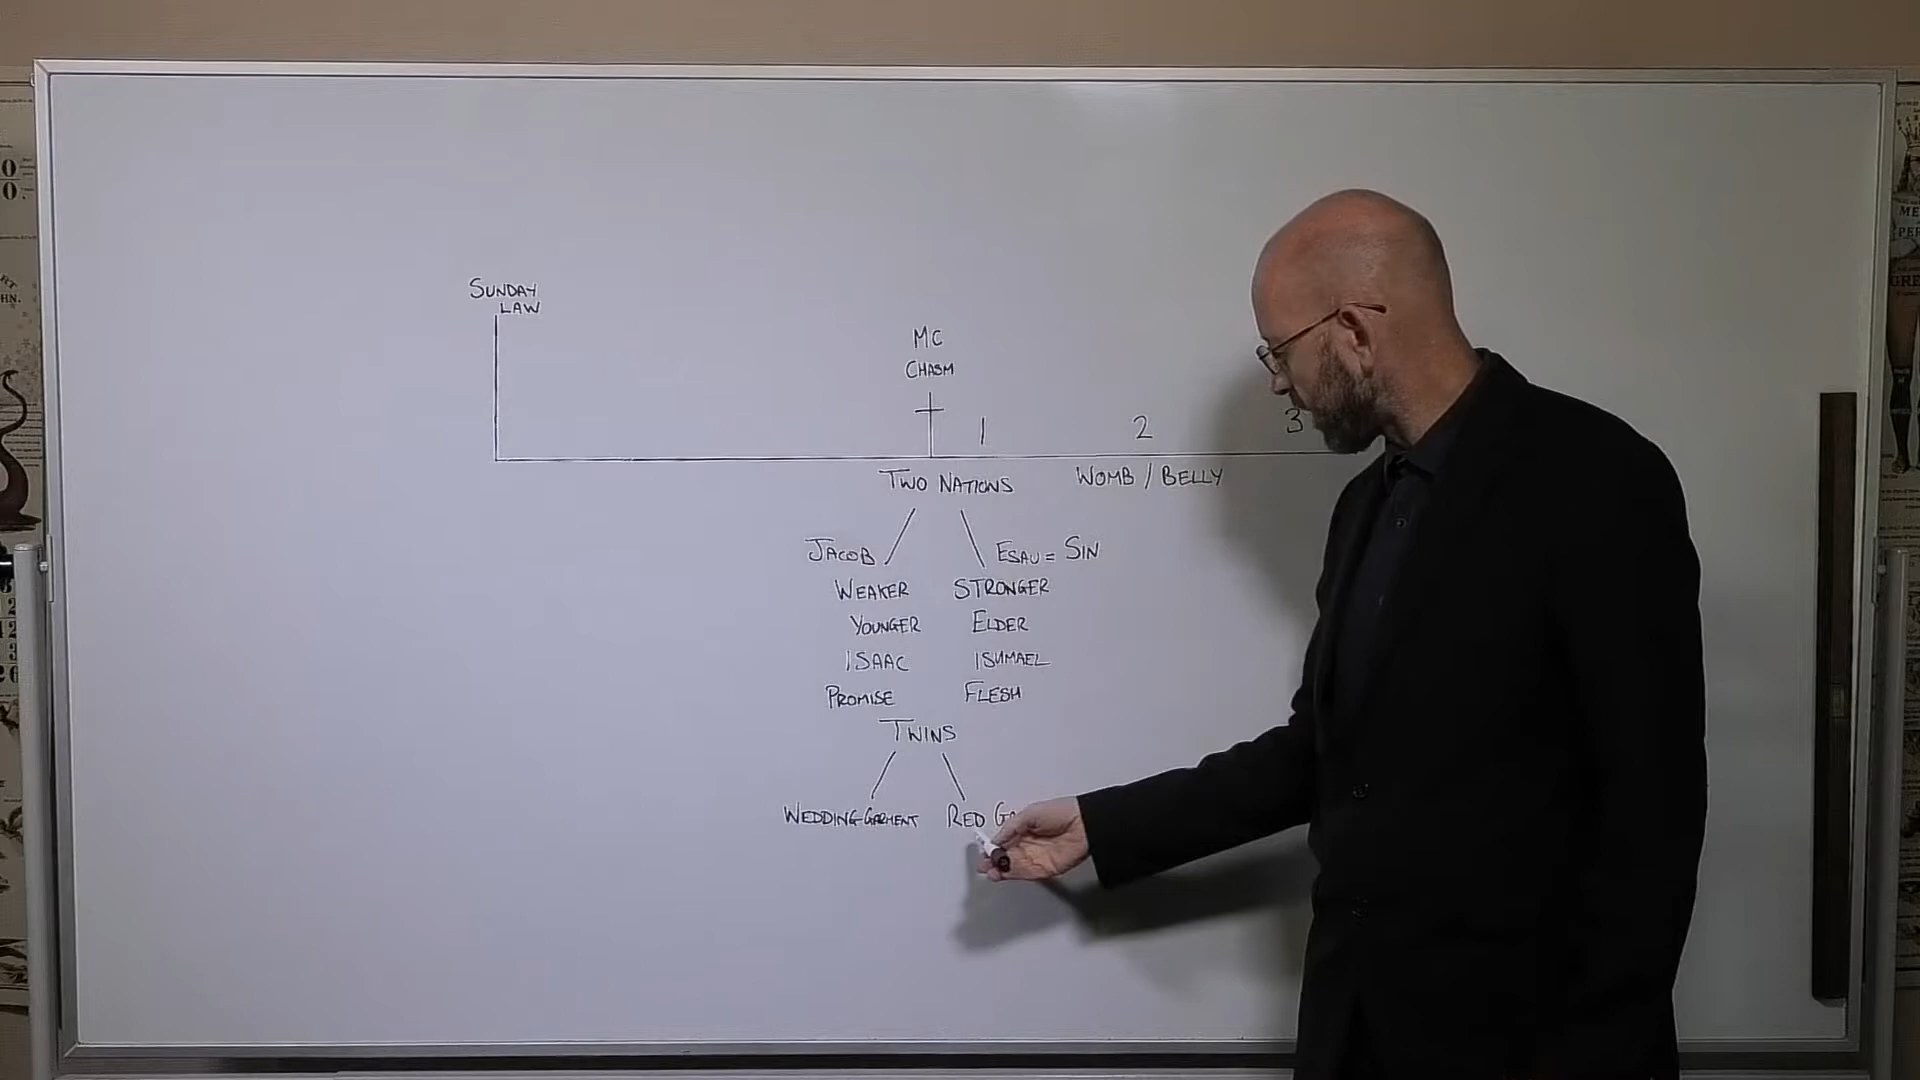 SUNDAY
LAW
MC
CHASM
1 2 3
TWO NATIONS WOMB / BELLY
JACOB ESAU = SIN
WEAKER STRONGER
YOUNGER ELDER
ISAAC ISHMAEL
PROMISE FLESH
TWINS
WEDDING GARMENT RED